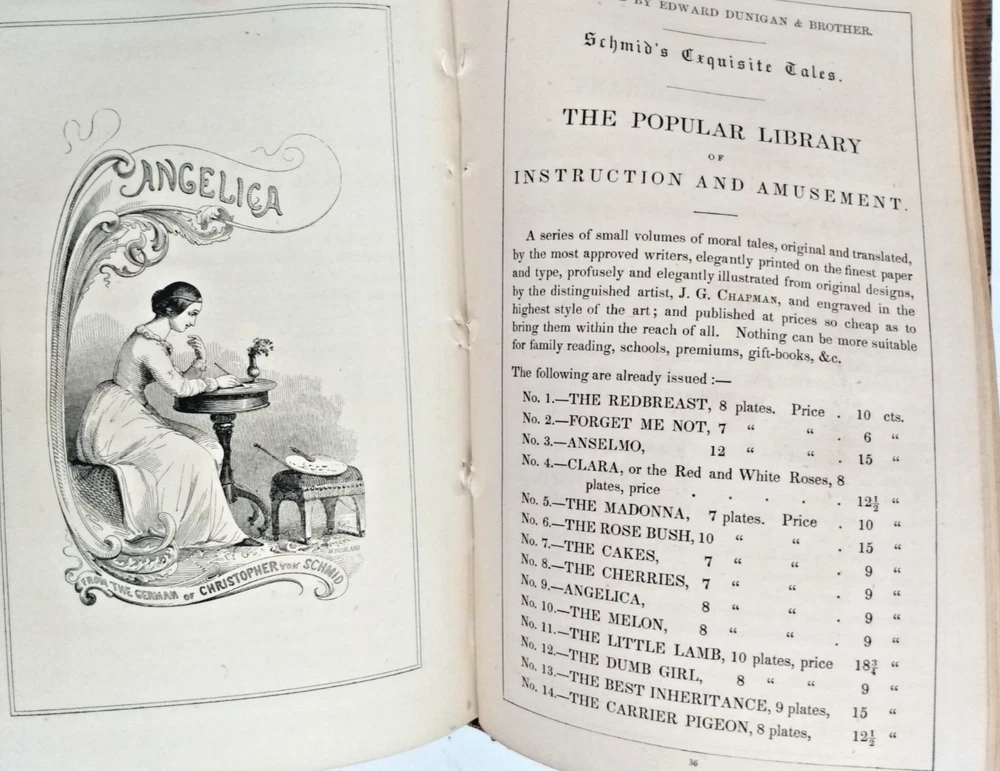 ANGELICA
FROM THE GERMAN OF CHRISTOPHER VON SCHMID
BY EDWARD DUNIGAN & BROTHER.
Schmid's Exquisite Tales.
THE POPULAR LIBRARY
OF
INSTRUCTION AND AMUSEMENT.
A series of small volumes of moral tales, original and translated,
by the most approved writers, elegantly printed on the finest paper
and type, profusely and elegantly illustrated from original designs,
by the distinguished artist, J. G. CHAPMAN, and engraved in the
highest style of the art; and published at prices so cheap as to
bring them within the reach of all. Nothing can be more suitable
for family reading, schools, premiums, gift-books, &c.
The following are already issued:—
No. 1.—THE REDBREAST, 8 plates. Price . 10 cts.
No. 2.—FORGET ME NOT, 7 “ “ . 6 “
No. 3.—ANSELMO, 12 “ “ . 15 “
No. 4.—CLARA, or the Red and White Roses, 8
plates, price . . . . . 12½ “
No. 5.—THE MADONNA, 7 plates. Price . 10 “
No. 6.—THE ROSE BUSH, 10 “ “ . 15 “
No. 7.—THE CAKES, 7 “ “ . 9 “
No. 8.—THE CHERRIES, 7 “ “ . 9 “
No. 9.—ANGELICA, 8 “ “ . 9 “
No. 10.—THE MELON, 8 “ “ . 9 “
No. 11.—THE LITTLE LAMB, 10 plates, price 18¾ “
No. 12.—THE DUMB GIRL, 8 “ “ 9 “
No. 13.—THE BEST INHERITANCE, 9 plates, 15 “
No. 14.—THE CARRIER PIGEON, 8 plates, 12½ “
36